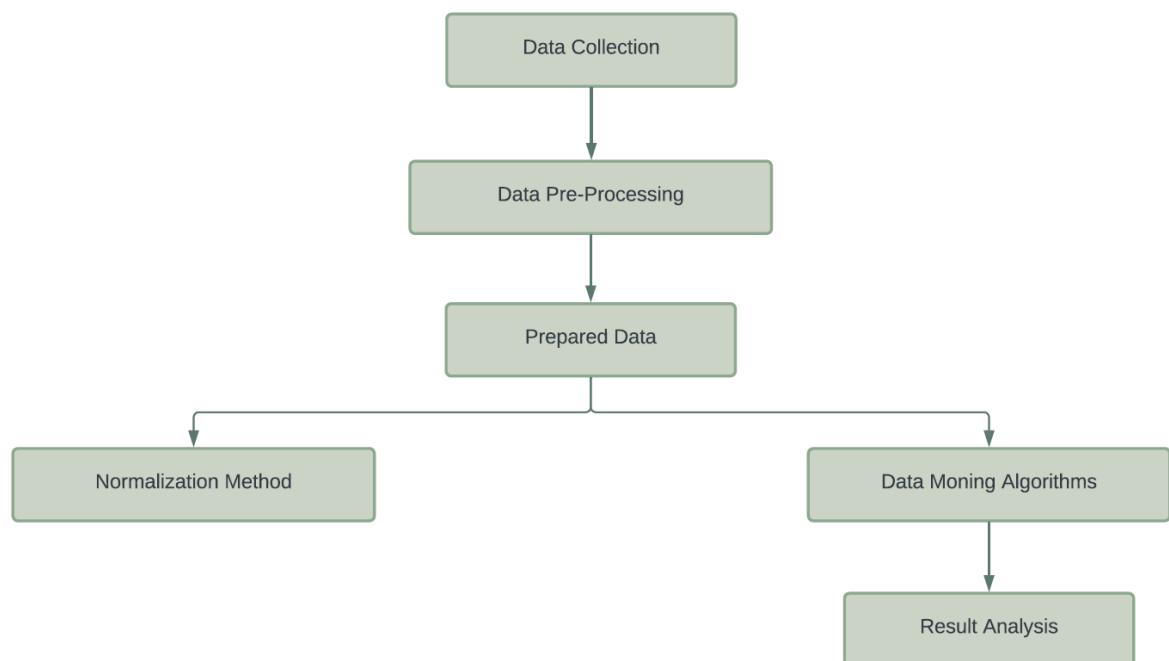 Data Collection
Data Pre-Processing
Prepared Data
Normalization Method
Data Moning Algorithms
Result Analysis